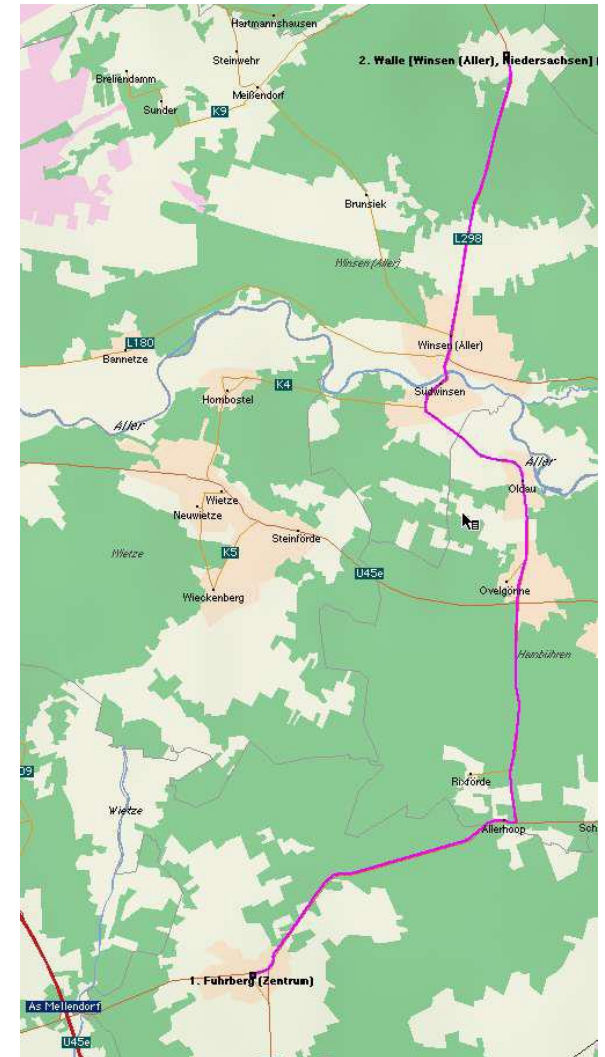 Hartmannshausen
Steinwehr
2. Walle [Winsen (Aller), Niedersachsen]
Breliendamm
Meißendorf
Sunder
K9
Brunsiek
L298
Winsen (Aller)
L180
Bannetze
Winsen (Aller)
K4
Südwinsen
Hornbostel
Aller
Aller
Oldau
Wietze
Neuwietze
Steinförde
Wietze
K5
U45e
Ovelgönne
Wieckenberg
Hambühren
Rixförde
09
Wietze
Allerhoop
Sch
1. Fuhrberg (Zentrum)
As Mellendorf
U45e